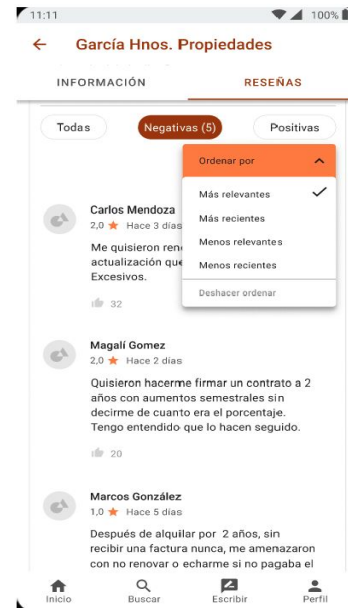 11:11
100%
García Hnos. Propiedades
INFORMACIÓN
RESEÑAS
Todas
Negativas (5)
Positivas
Ordenar por
Más relevantes
Más recientes
Menos relevantes
Menos recientes
Deshacer ordenar
Carlos Mendoza
2,0 Hace 3 días
Me quisieron
actualización
Excesivos.
32
Magalí Gomez
2,0 Hace 2 días
Quisieron hacerme firmar un contrato a 2
años con aumentos semestrales sin
decirme de cuanto era el porcentaje.
Tengo entendido que lo hacen seguido.
20
Marcos González
1,0 Hace 5 días
Después de alquilar por 2 años, sin
recibir una factura nunca, me amenazaron
con no renovar o echarme si no pagaba el
Inicio
Buscar
Escribir
Perfil